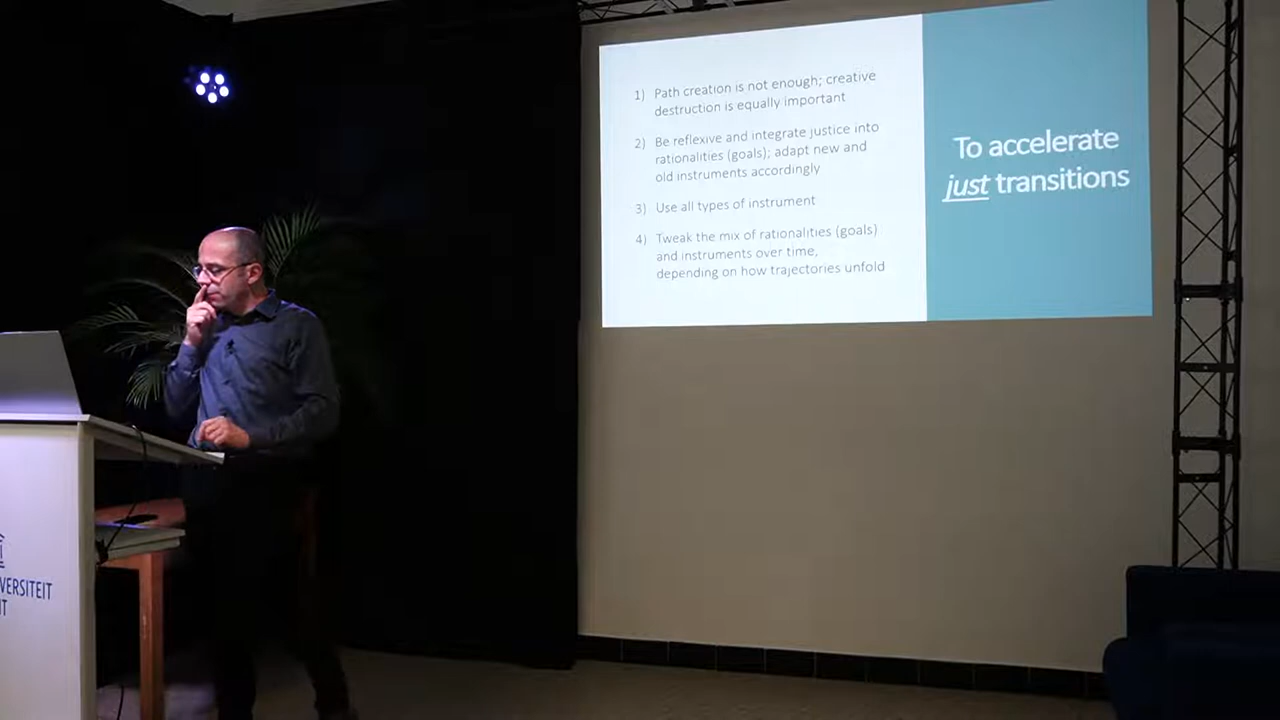 1) Path creation is not enough; creative
destruction is equally important
2) Be reflexive and integrate justice into
rationalities (goals); adapt new and
old instruments accordingly
3) Use all types of instrument
4) Tweak the mix of rationalities (goals)
and instruments over time,
depending on how trajectories unfold
To accelerate
just transitions
VERSITEIT
T